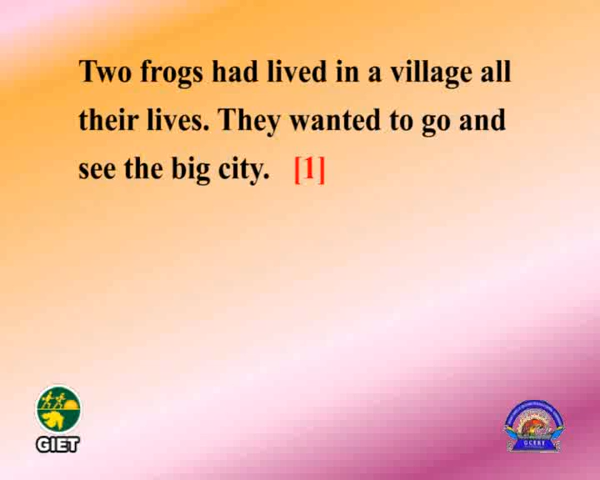 Two frogs had lived in a village all
their lives. They wanted to go and
see the big city. [1]
GIET
GCERT